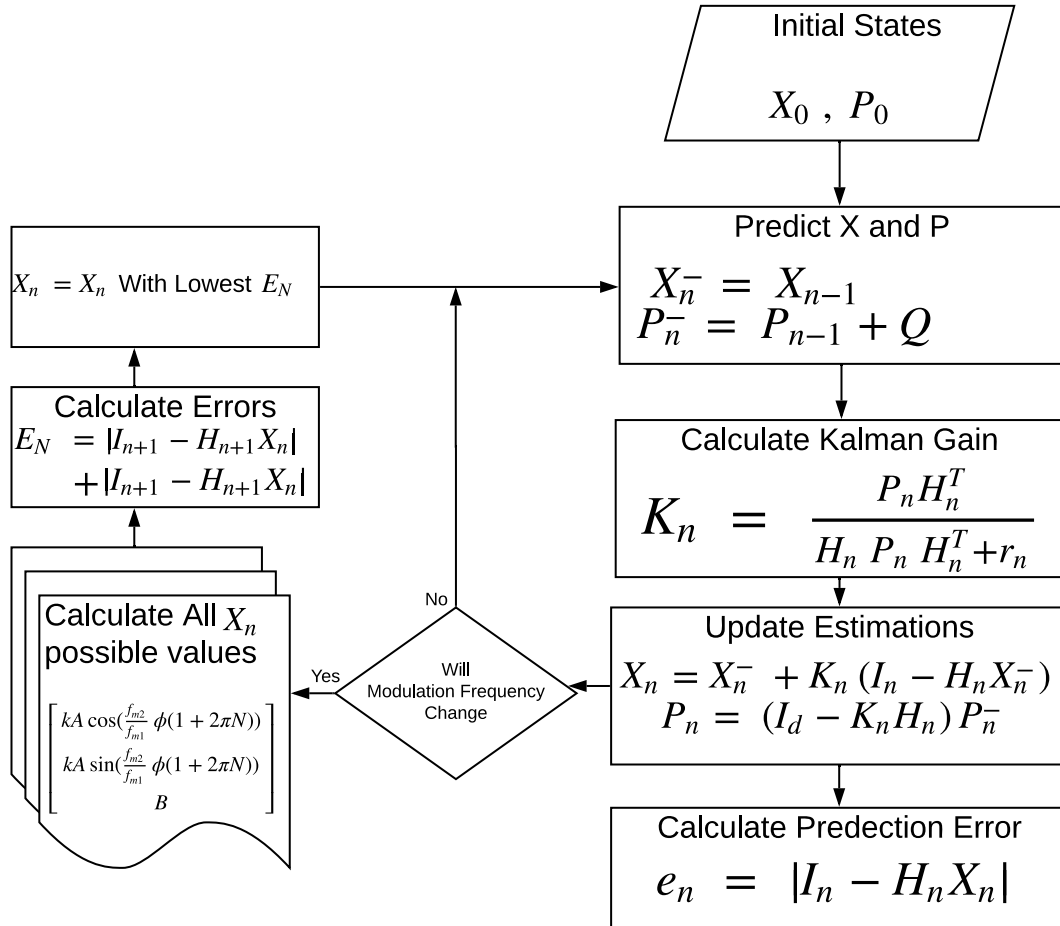 Initial States
X_0 , P_0
Predict X and P
X_n^- = X_{n-1}
P_n^- = P_{n-1} + Q
Calculate Kalman Gain
K_n = \frac{P_n H_n^T}{H_n P_n H_n^T + r_n}
Update Estimations
X_n = X_n^- + K_n (I_n - H_n X_n^-)
P_n = (I_d - K_n H_n) P_n^-
Calculate Predection Error
e_n = |I_n - H_n X_n|
Will
Modulation Frequency
Change
No
Yes
Calculate All X_n
possible values
kA cos(\frac{f_{m2}}{f_{m1}} ϕ(1 + 2πN))
kA sin(\frac{f_{m2}}{f_{m1}} ϕ(1 + 2πN))
B
Calculate Errors
E_N = |I_{n+1} - H_{n+1} X_n|
+|I_{n+1} - H_{n+1} X_n|
X_n = X_n With Lowest E_N